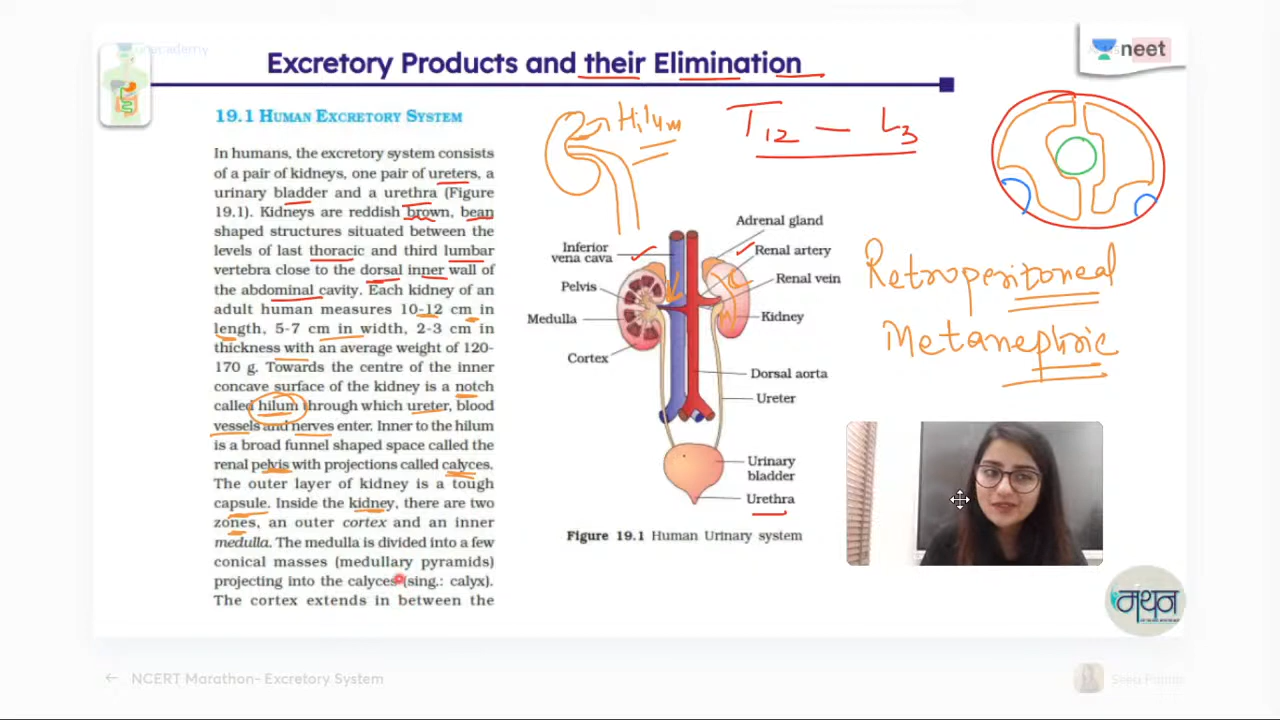 unacademy
Excretory Products and their Elimination
neet
19.1 HUMAN EXCRETORY SYSTEM
In humans, the excretory system consists
of a pair of kidneys, one pair of ureters, a
urinary bladder and a urethra (Figure
19.1). Kidneys are reddish brown, bean
shaped structures situated between the
levels of last thoracic and third lumbar
vertebra close to the dorsal inner wall of
the abdominal cavity. Each kidney of an
adult human measures 10-12 cm in
length, 5-7 cm in width, 2-3 cm in
thickness with an average weight of 120-
170 g. Towards the centre of the inner
concave surface of the kidney is a notch
called hilum through which ureter, blood
vessels and nerves enter. Inner to the hilum
is a broad funnel shaped space called the
renal pelvis with projections called calyces.
The outer layer of kidney is a tough
capsule. Inside the kidney, there are two
zones, an outer cortex and an inner
medulla. The medulla is divided into a few
conical masses (medullary pyramids)
projecting into the calyces (sing.: calyx).
The cortex extends in between the
Hilum
T12 — L3
Adrenal gland
Inferior
vena cava
Renal artery
Pelvis
Renal vein
Medulla
Kidney
Cortex
Dorsal aorta
Ureter
Urinary
bladder
Urethra
Figure 19.1 Human Urinary system
Retroperitoneal
Metanephric
मंथन
← NCERT Marathon- Excretory System